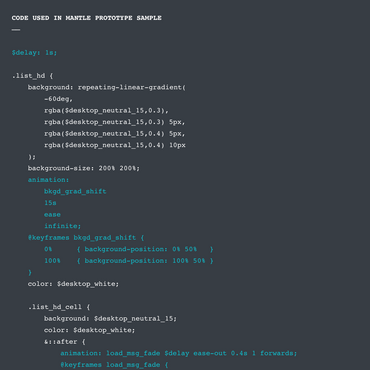 CODE USED IN MANTLE PROTOTYPE SAMPLE
$delay: 1s;
.list_hd {
background: repeating-linear-gradient(
-60deg,
rgba($desktop_neutral_15,0.3),
rgba($desktop_neutral_15,0.3) 5px,
rgba($desktop_neutral_15,0.4) 5px,
rgba($desktop_neutral_15,0.4) 10px
);
background-size: 200% 200%;
animation:
bkgd_grad_shift
15s
ease
infinite;
@keyframes bkgd_grad_shift {
0% { background-position: 0% 50% }
100% { background-position: 100% 50% }
}
color: $desktop_white;
.list_hd_cell {
background: $desktop_neutral_15;
color: $desktop_white;
&::after {
animation: load_msg_fade $delay ease-out 0.4s 1 forwards;
@keyframes load_msg_fade {